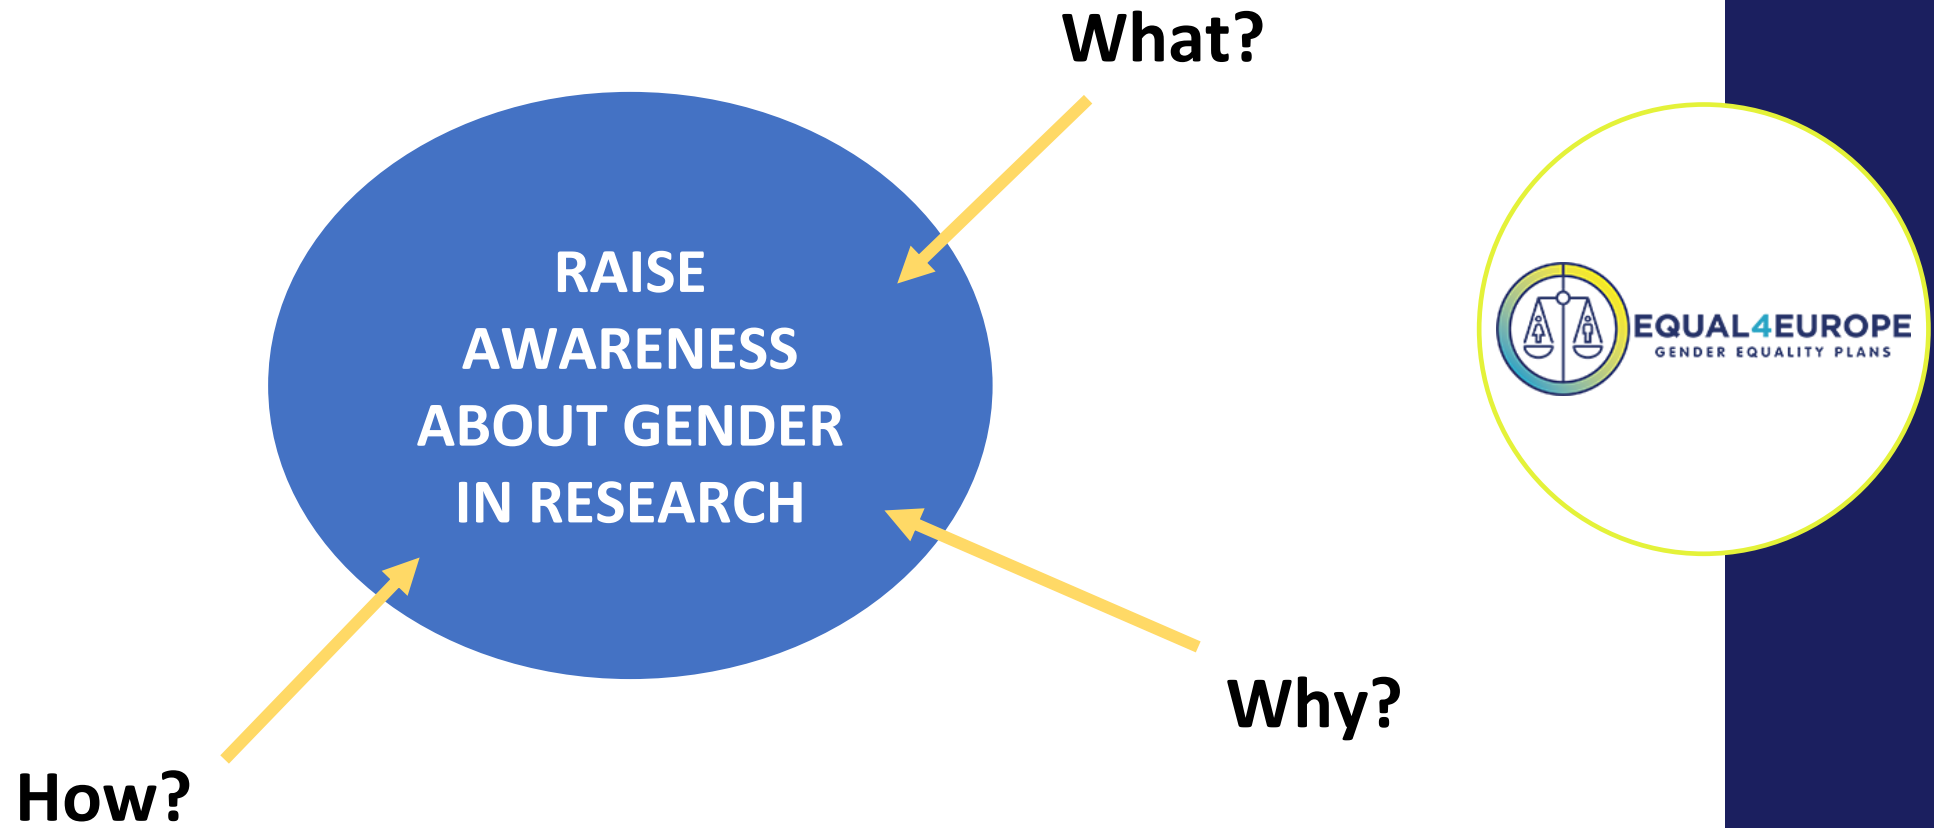 What?
RAISE
AWARENESS
ABOUT GENDER
IN RESEARCH
EQUAL4EUROPE
GENDER EQUALITY PLANS
Why?
How?